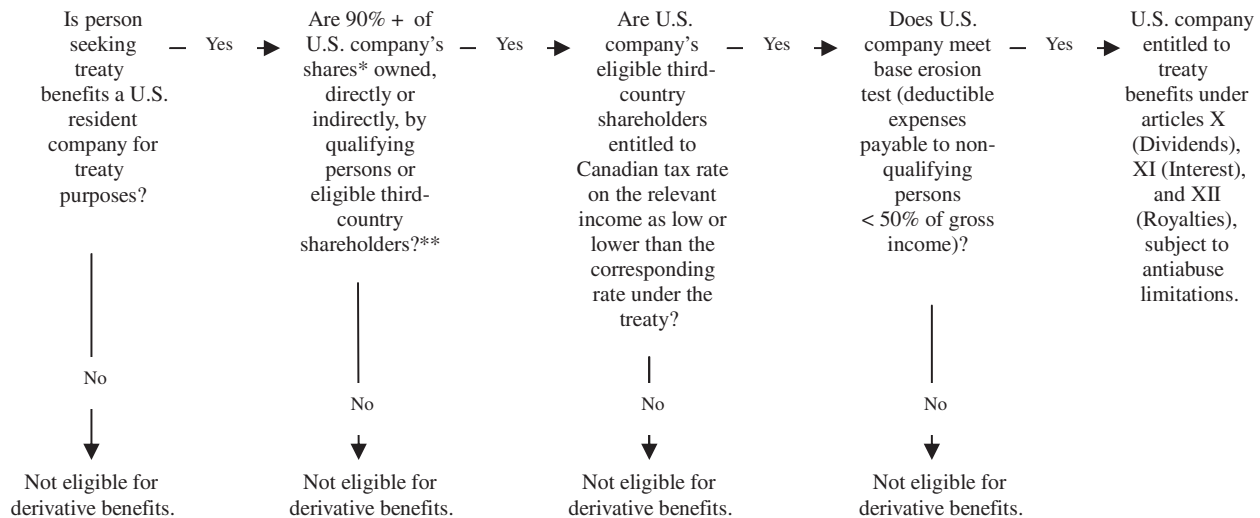 Is person
seeking
treaty
benefits a U.S.
resident
company for
treaty
purposes?
Yes
Are 90% + of
U.S. company's
shares* owned,
directly or
indirectly, by
qualifying
persons or
eligible third-
country
shareholders?**
Yes
Are U.S.
company's
eligible third-
country
shareholders
entitled to
Canadian tax rate
on the relevant
income as low or
lower than the
corresponding
rate under the
treaty?
Yes
Does U.S.
company meet
base erosion
test (deductible
expenses
payable to non-
qualifying
persons
< 50% of gross
income)?
Yes
U.S. company
entitled to
treaty
benefits under
articles X
(Dividends),
XI (Interest),
and XII
(Royalties),
subject to
antiabuse
limitations.
No
No
No
No
Not eligible for
derivative benefits.
Not eligible for
derivative benefits.
Not eligible for
derivative benefits.
Not eligible for
derivative benefits.